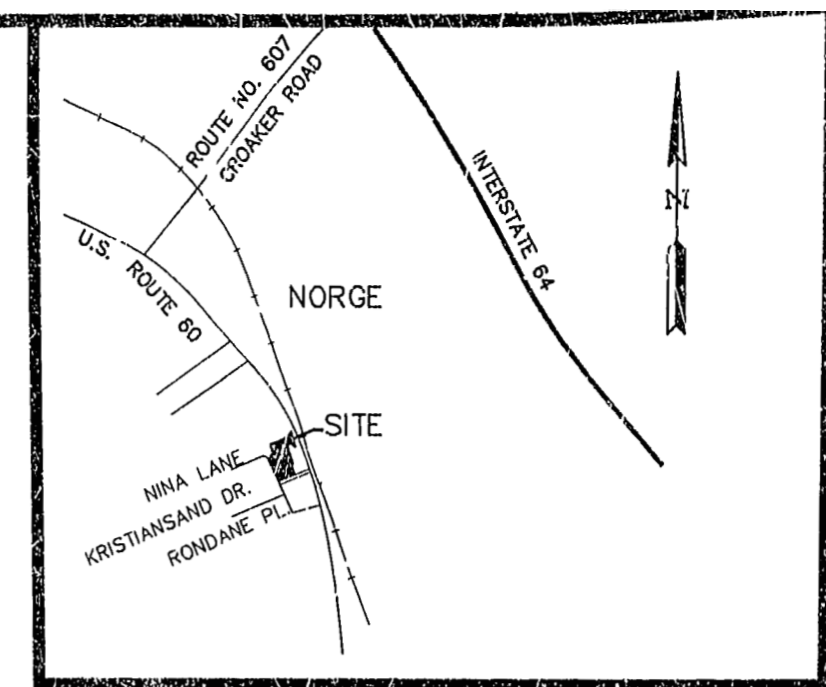 ROUTE NO. 607
CROAKER ROAD
INTERSTATE 64
N
U.S. ROUTE 60
NORGE
SITE
NINA LANE
KRISTIANSAND DR.
RONDANE PL.